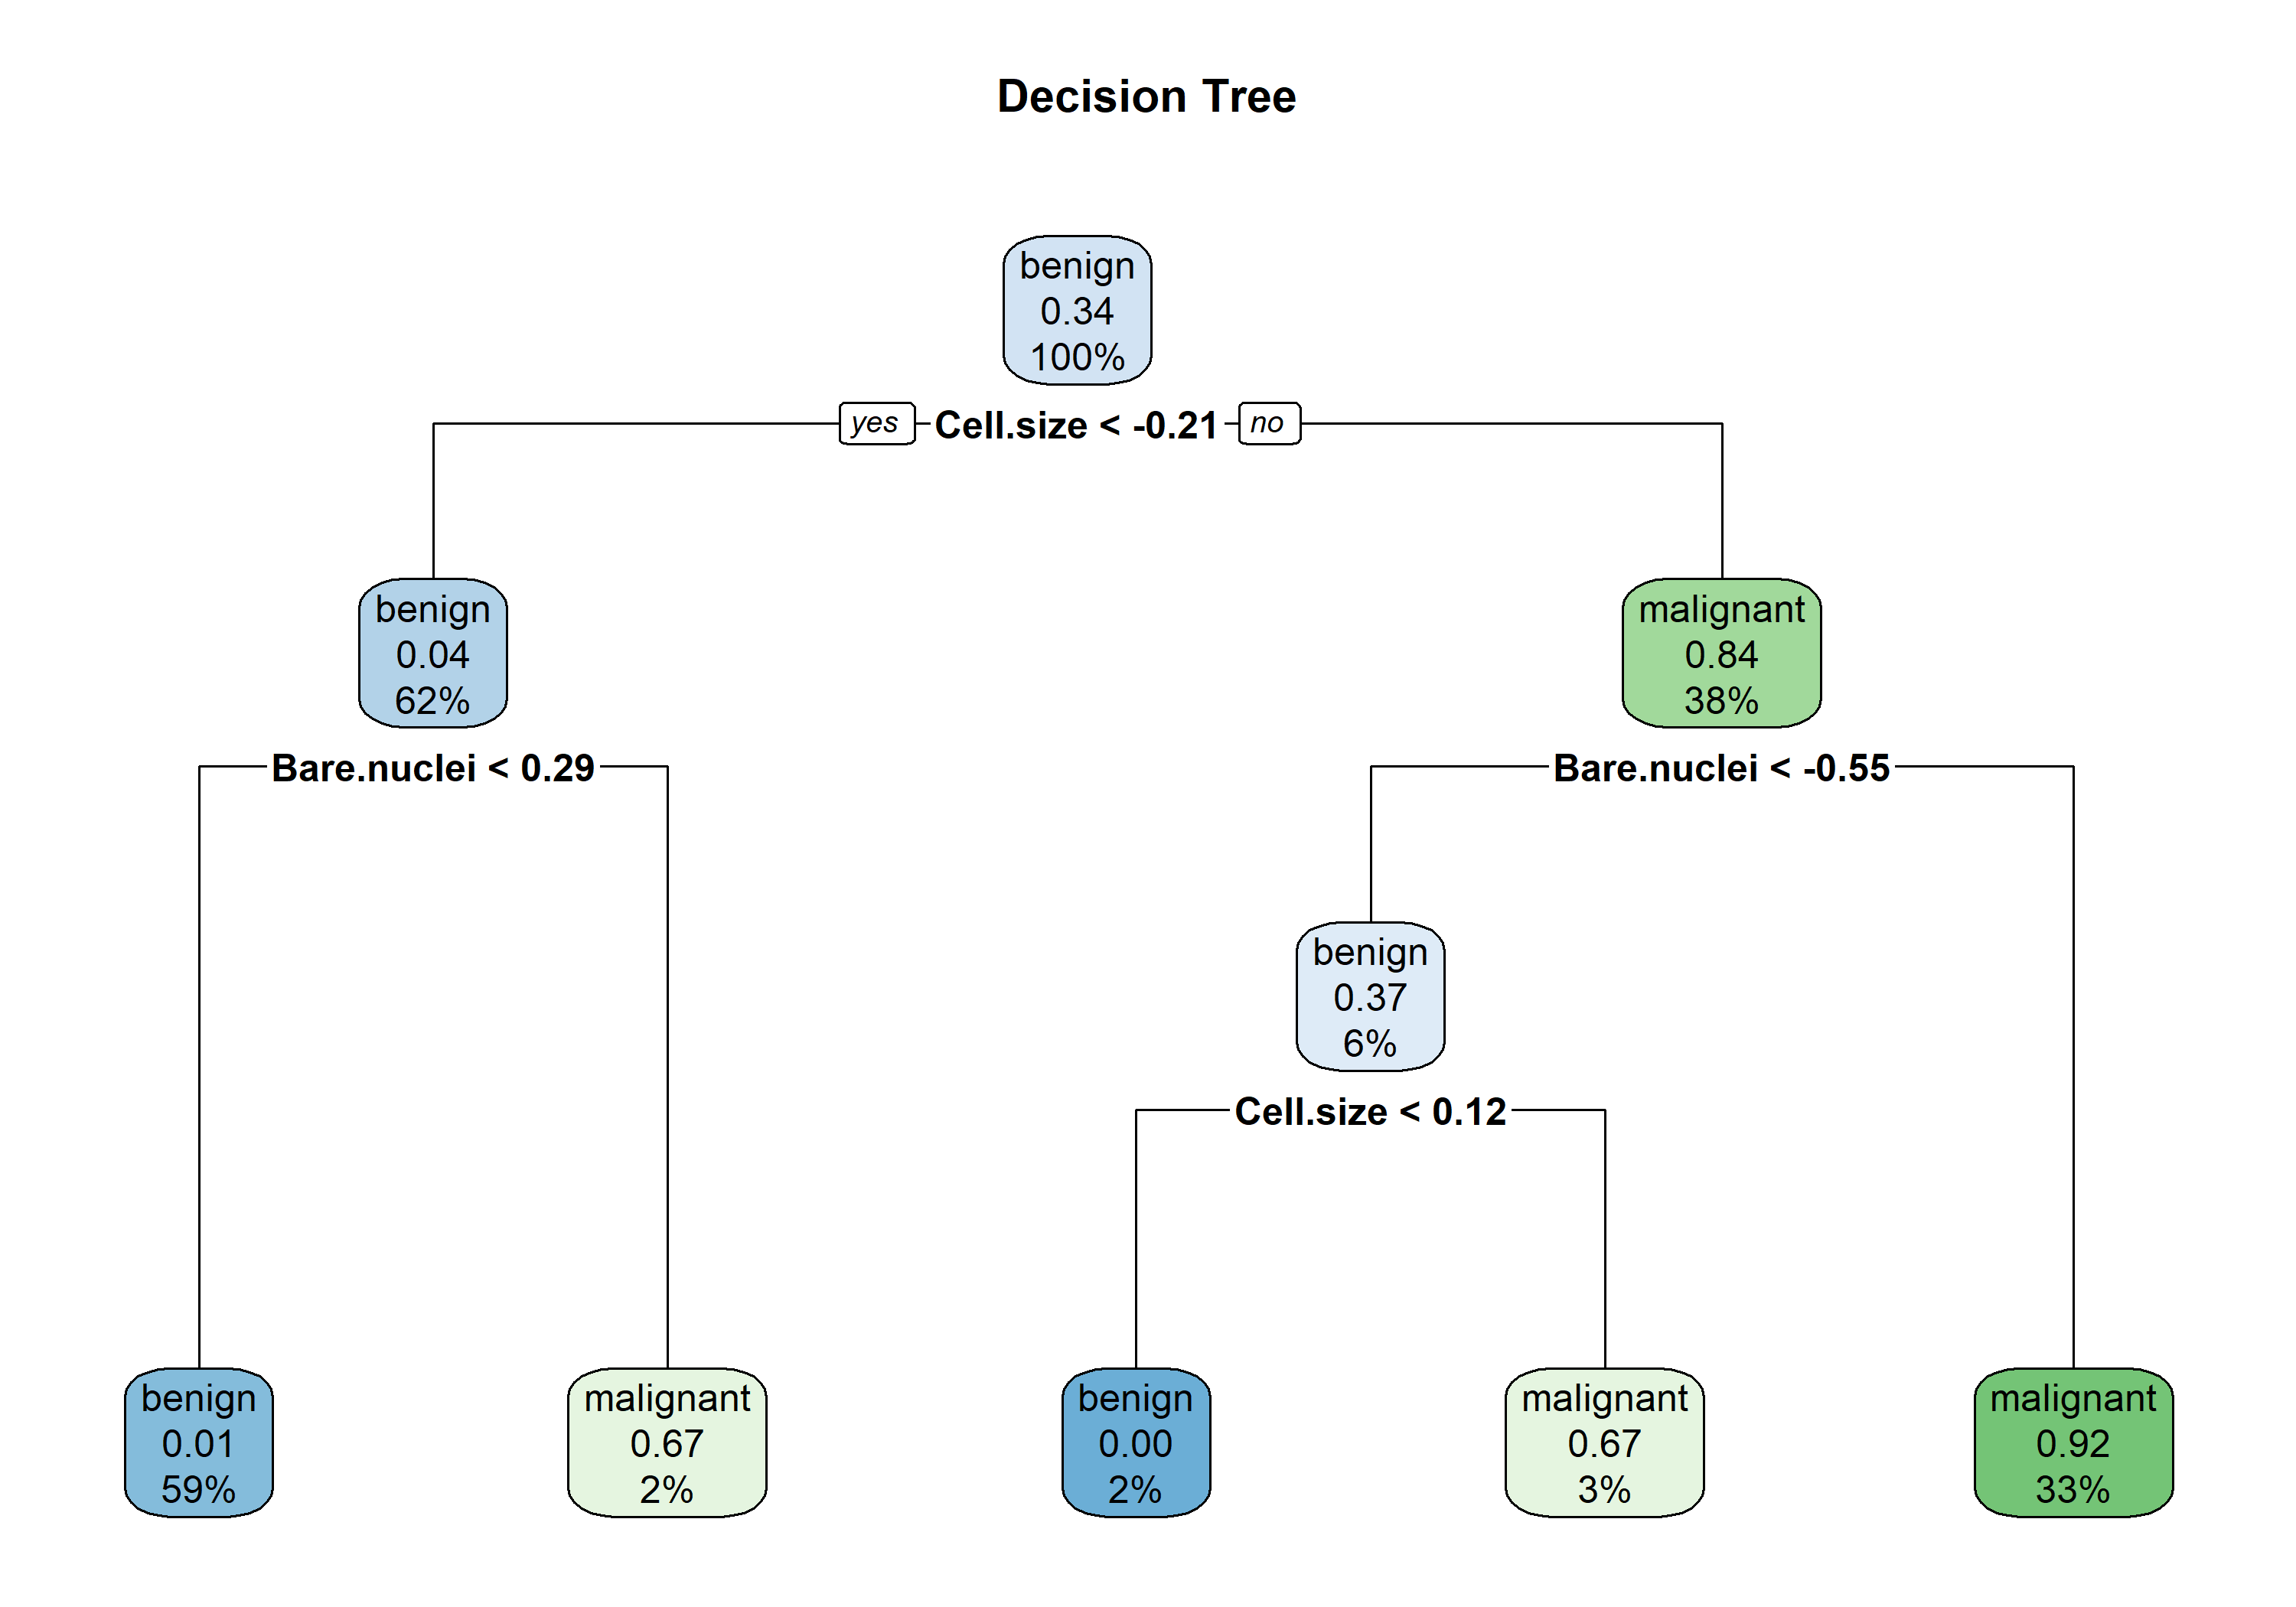 Decision Tree
benign
0.34
100%
yes Cell.size < -0.21 no
benign
0.04
62%
malignant
0.84
38%
Bare.nuclei < 0.29
Bare.nuclei < -0.55
benign
0.37
6%
Cell.size < 0.12
benign
0.01
59%
malignant
0.67
2%
benign
0.00
2%
malignant
0.67
3%
malignant
0.92
33%